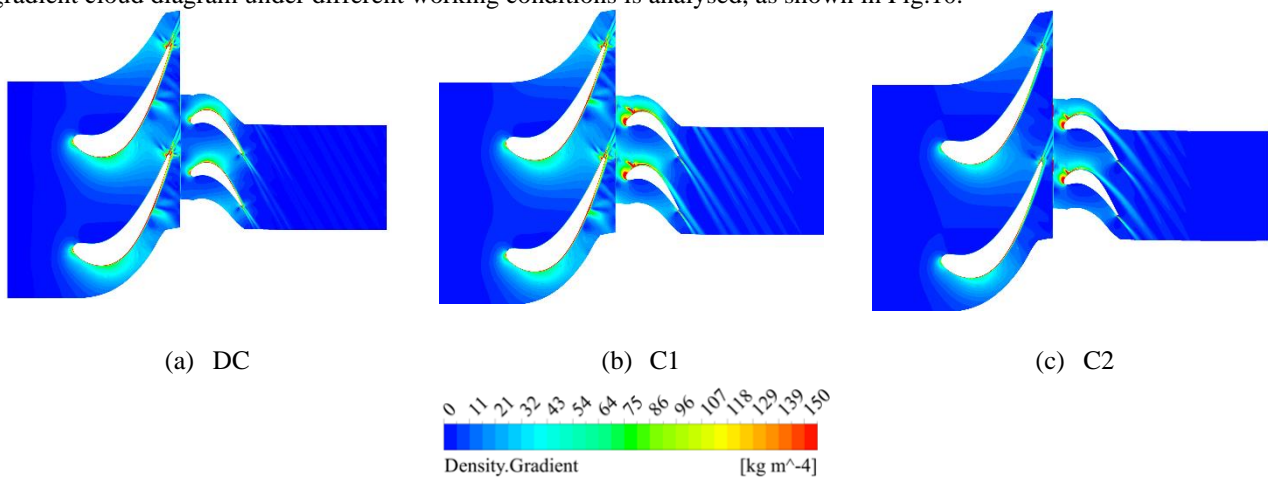 gradient cloud diagram under different working conditions is analysed, as shown in Fig.10.
(a) DC (b) C1 (c) C2
0 11 21 32 43 54 64 75 86 96 107 118 129 139 150
Density.Gradient [kg m^-4]